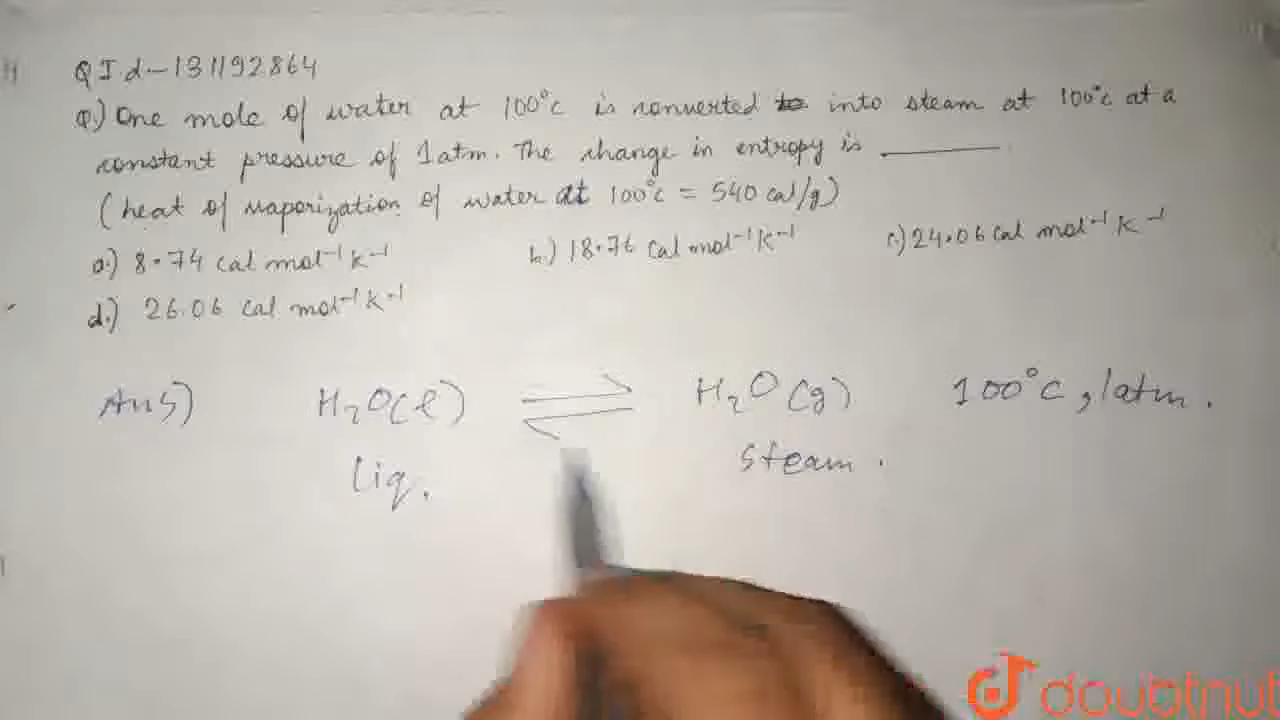 QId-131192864
Q.) One mole of water at 100°c is converted to into steam at 100°c at a
constant pressure of 1atm. The change in entropy is ______.
(heat of vaporization of water at 100°c = 540 cal/g)
a.) 8.74 cal mol⁻¹ K⁻¹ b.) 18.76 cal mol⁻¹ K⁻¹ c.) 24.06 cal mol⁻¹ K⁻¹
d.) 26.06 cal mol⁻¹ K⁻¹
Ans) H₂O(l) ⇌ H₂O(g) 100°C, 1atm.
liq. steam.
doubtnut